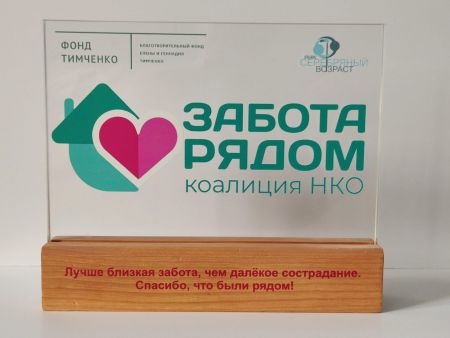 ФОНД
ТИМЧЕНКО
БЛАГОТВОРИТЕЛЬНЫЙ ФОНД
ЕЛЕНЫ И ГЕННАДИЯ
ТИМЧЕНКО
СЕРЕБРЯНЫЙ
ВОЗРАСТ
ЗАБОТА
РЯДОМ
коалиция НКО
Лучше близкая забота, чем далёкое сострадание.
Спасибо, что были рядом!